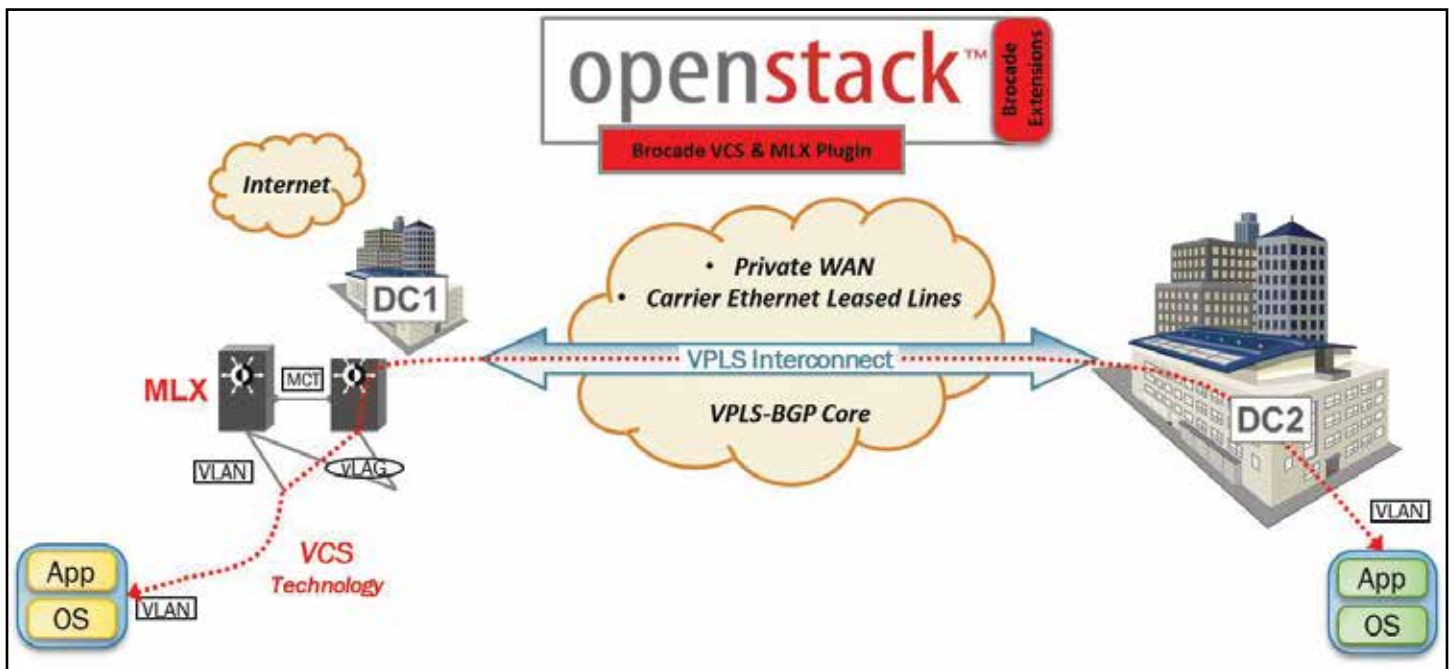 openstack™
Brocade
Extensions
Brocade VCS & MLX Plugin
Internet
• Private WAN
• Carrier Ethernet Leased Lines
DC1
VPLS Interconnect
MLX
MCT
VPLS-BGP Core
DC2
VLAN
vLAG
VLAN
VCS
Technology
App
OS
VLAN
App
OS